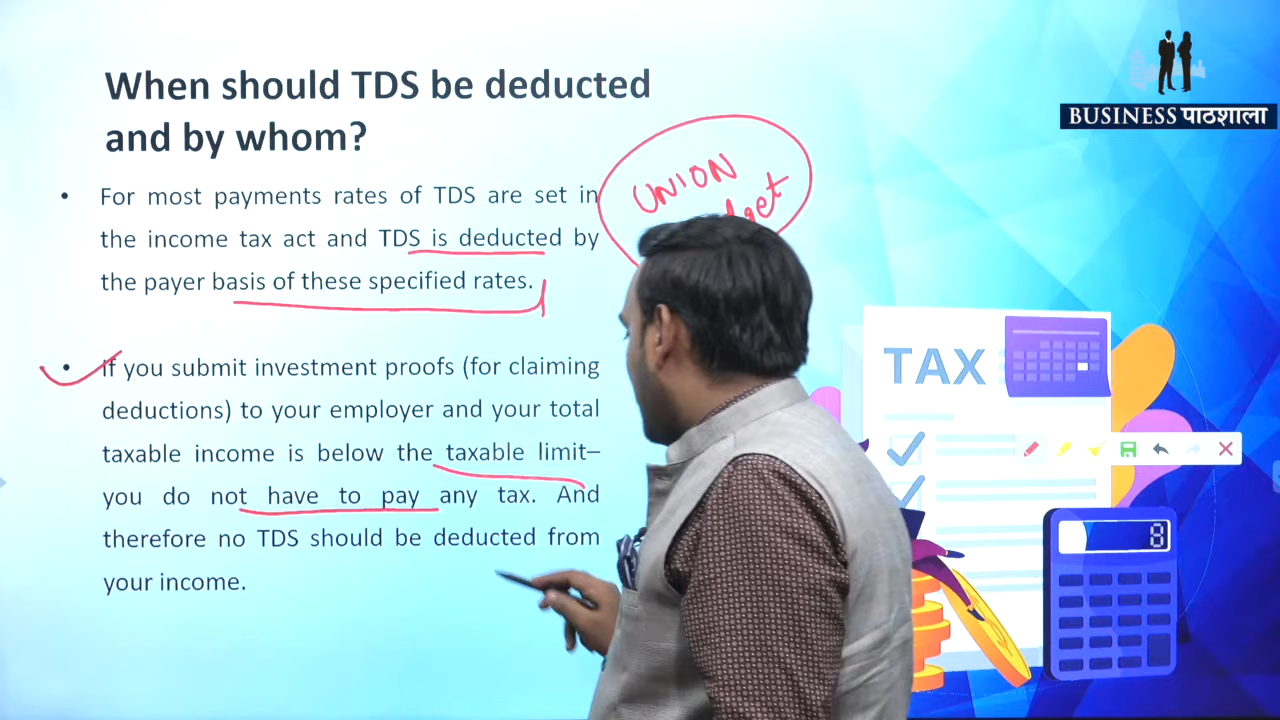 When should TDS be deducted
and by whom?
BUSINESS पाठशाला
• For most payments rates of TDS are set in
the income tax act and TDS is deducted by
the payer basis of these specified rates.
UNION
• If you submit investment proofs (for claiming
deductions) to your employer and your total
taxable income is below the taxable limit–
you do not have to pay any tax. And
therefore no TDS should be deducted from
your income.
TAX
8